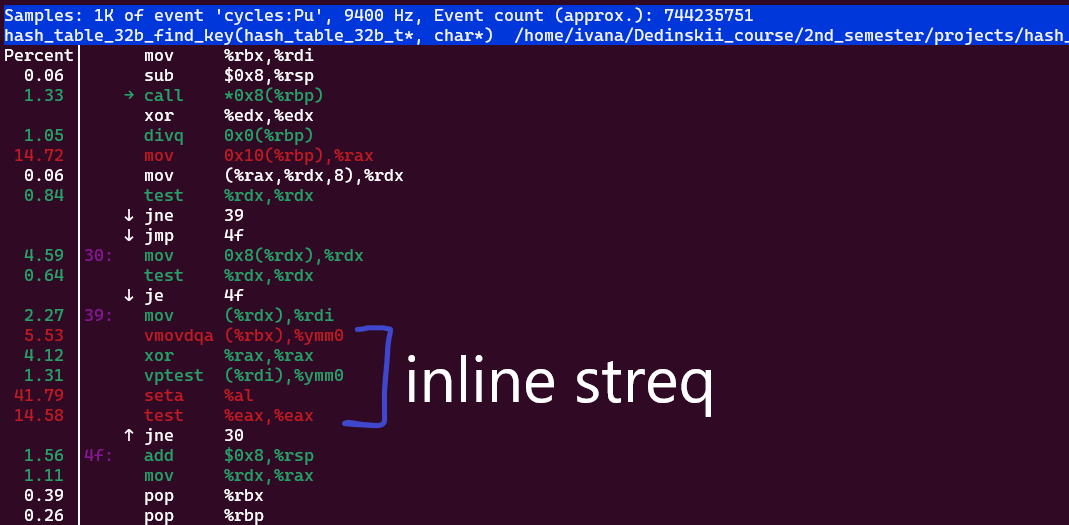 Samples: 1K of event 'cycles:Pu', 9400 Hz, Event count (approx.): 744235751
hash_table_32b_find_key(hash_table_32b_t*, char*)  /home/ivana/Dedinskii_course/2nd_semester/projects/hash_
Percent mov %rbx,%rdi
0.06 sub $0x8,%rsp
1.33 → call *0x8(%rbp)
xor %edx,%edx
1.05 divq 0x0(%rbp)
14.72 mov 0x10(%rbp),%rax
0.06 mov (%rax,%rdx,8),%rdx
0.84 test %rdx,%rdx
↓ jne 39
↓ jmp 4f
4.59 30: mov 0x8(%rdx),%rdx
0.64 test %rdx,%rdx
↓ je 4f
2.27 39: mov (%rdx),%rdi
5.53 vmovdqa (%rbx),%ymm0
4.12 xor %rax,%rax
1.31 vptest (%rdi),%ymm0
41.79 seta %al
14.58 test %eax,%eax
↑ jne 30
1.56 4f: add $0x8,%rsp
1.11 mov %rdx,%rax
0.39 pop %rbx
0.26 pop %rbp
inline streq